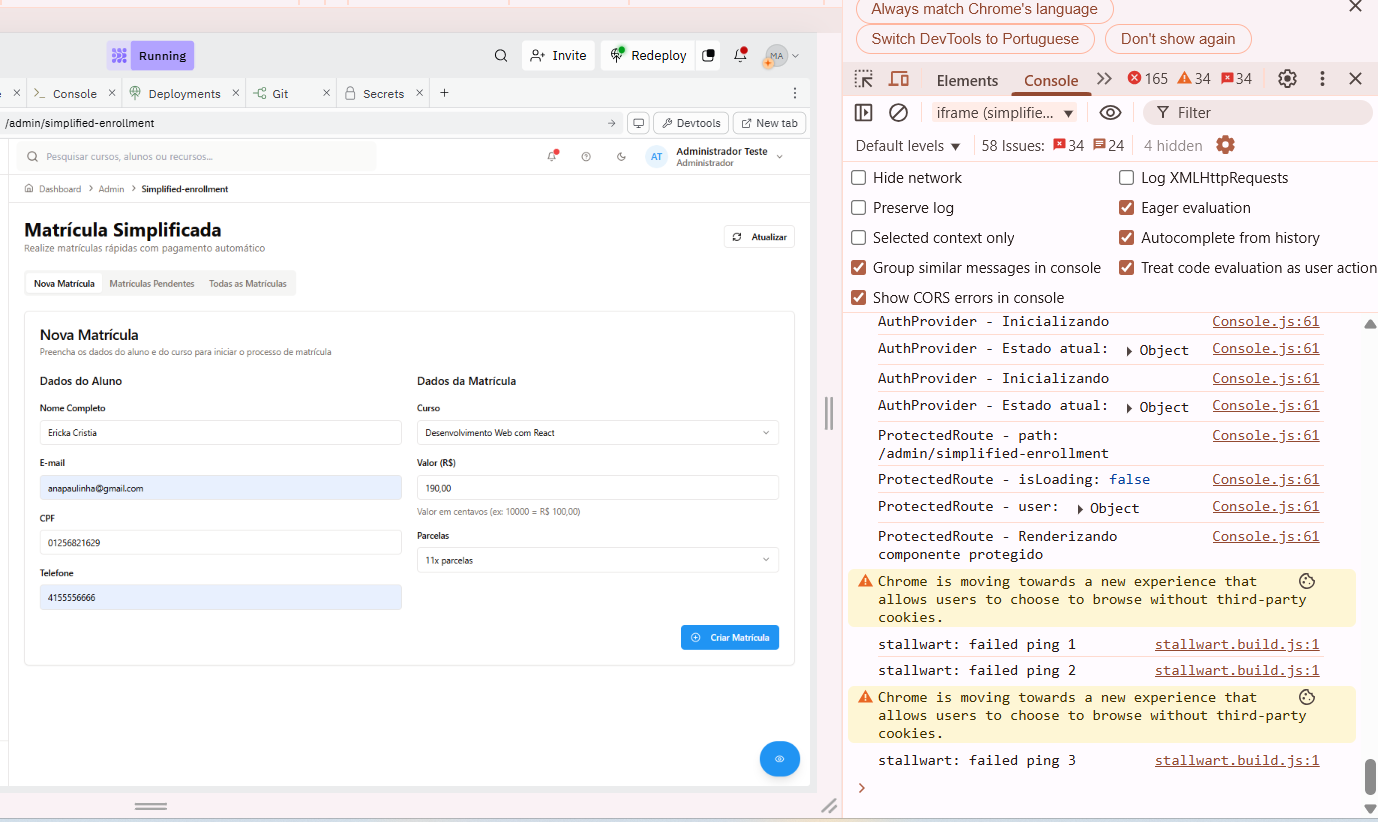 Always match Chrome's language
Switch DevTools to Portuguese
Don't show again
Running
Invite
Redeploy
MA
Elements
Console
165
34
34
Console
Deployments
Git
Secrets
iframe (simplifie...
Filter
/admin/simplified-enrollment
Devtools
New tab
Default levels
58 Issues:
34
24
4 hidden
Pesquisar cursos, alunos ou recursos...
AT
Administrador Teste
Administrador
Hide network
Log XMLHttpRequests
Dashboard
Admin
Simplified-enrollment
Preserve log
Eager evaluation
Selected context only
Autocomplete from history
Group similar messages in console
Treat code evaluation as user action
Show CORS errors in console
Matrícula Simplificada
Realize matrículas rápidas com pagamento automático
Atualizar
Nova Matrícula
Matrículas Pendentes
Todas as Matrículas
Nova Matrícula
Preencha os dados do aluno e do curso para iniciar o processo de matrícula
Dados do Aluno
Nome Completo
Ericka Cristia
E-mail
anapaulinha@gmail.com
CPF
01256821629
Telefone
4155556666
Dados da Matrícula
Curso
Desenvolvimento Web com React
Valor (R$)
190,00
Valor em centavos (ex: 10000 = R$ 100,00)
Parcelas
11x parcelas
Criar Matrícula
AuthProvider - Inicializando Console.js:61
AuthProvider - Estado atual: Object Console.js:61
AuthProvider - Inicializando Console.js:61
AuthProvider - Estado atual: Object Console.js:61
ProtectedRoute - path: Console.js:61
/admin/simplified-enrollment
ProtectedRoute - isLoading: false Console.js:61
ProtectedRoute - user: Object Console.js:61
ProtectedRoute - Renderizando Console.js:61
componente protegido
Chrome is moving towards a new experience that
allows users to choose to browse without third-party
cookies.
stallwart: failed ping 1 stallwart.build.js:1
stallwart: failed ping 2 stallwart.build.js:1
Chrome is moving towards a new experience that
allows users to choose to browse without third-party
cookies.
stallwart: failed ping 3 stallwart.build.js:1